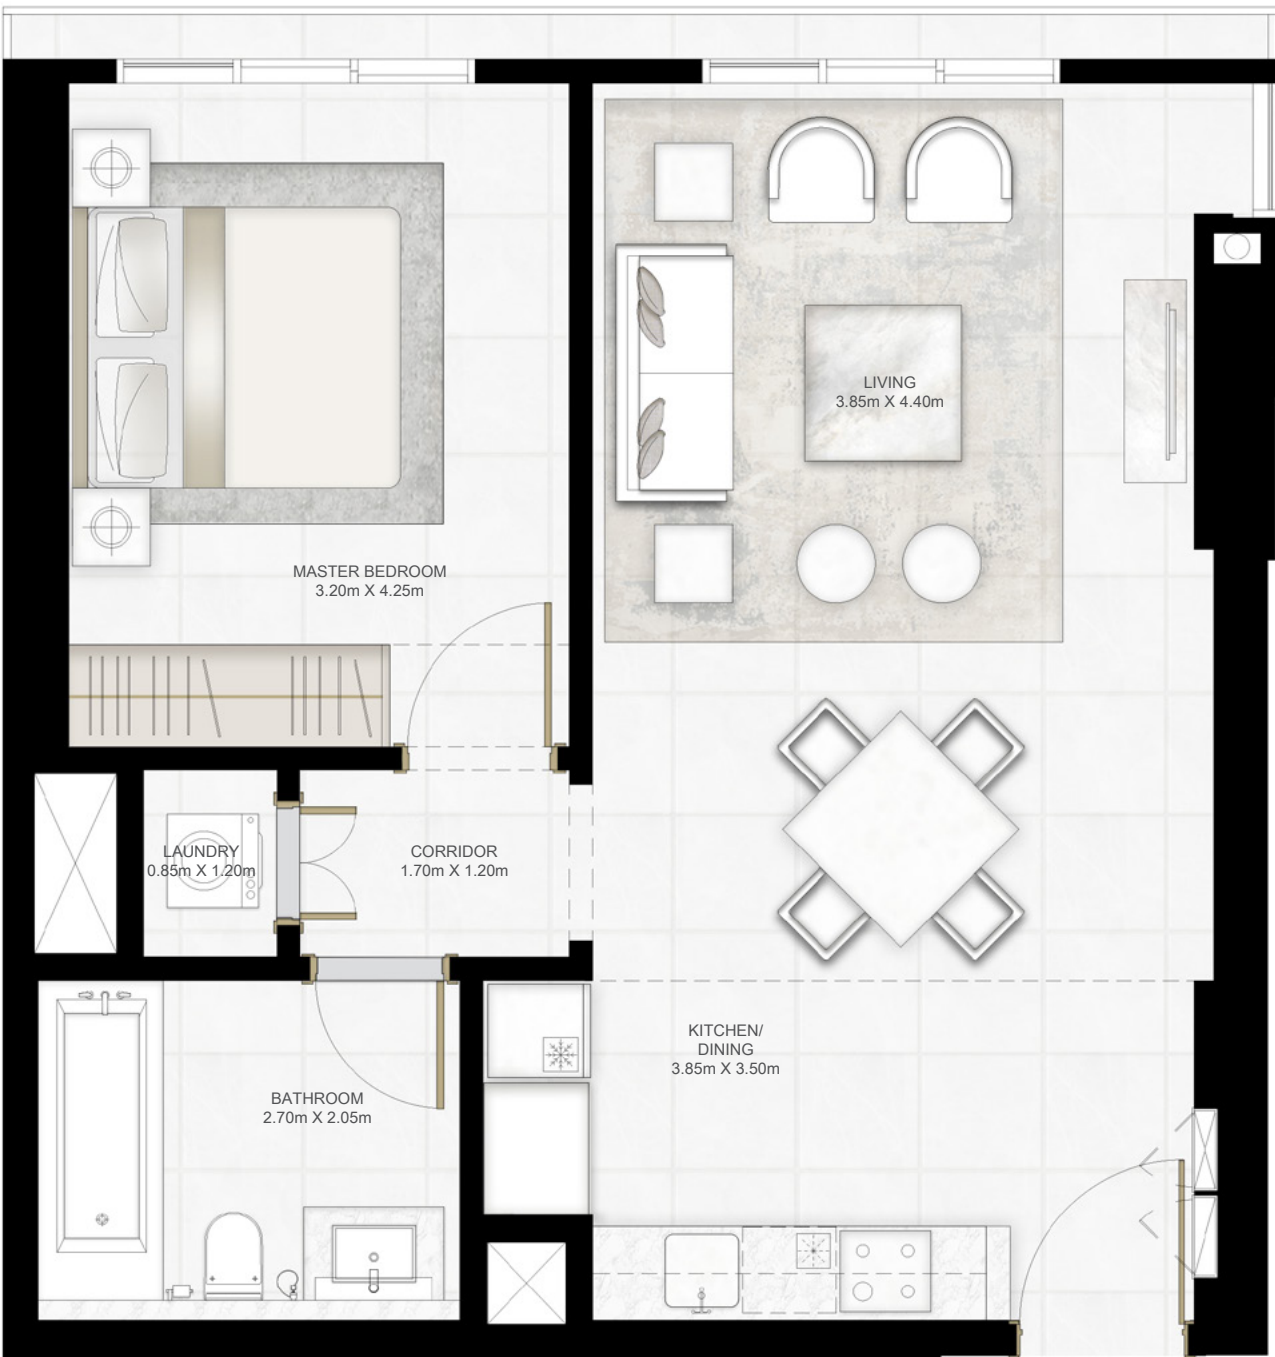 LIVING
3.85m X 4.40m
MASTER BEDROOM
3.20m X 4.25m
LAUNDRY
0.85m X 1.20m
CORRIDOR
1.70m X 1.20m
KITCHEN/
DINING
3.85m X 3.50m
BATHROOM
2.70m X 2.05m